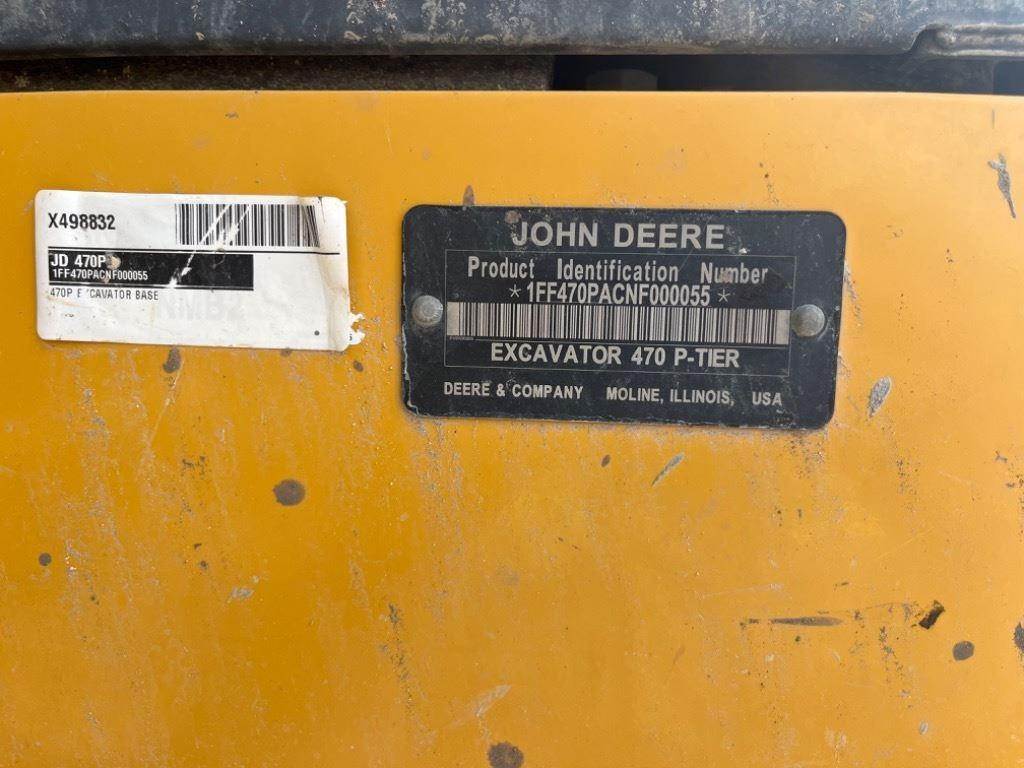 X498832
JD 470P
1FF470PACNF000055
470P E CAVATOR BASE
JOHN DEERE
Product Identification Number
*1FF470PACNF000055*
EXCAVATOR 470 P-TIER
DEERE & COMPANY MOLINE, ILLINOIS, USA